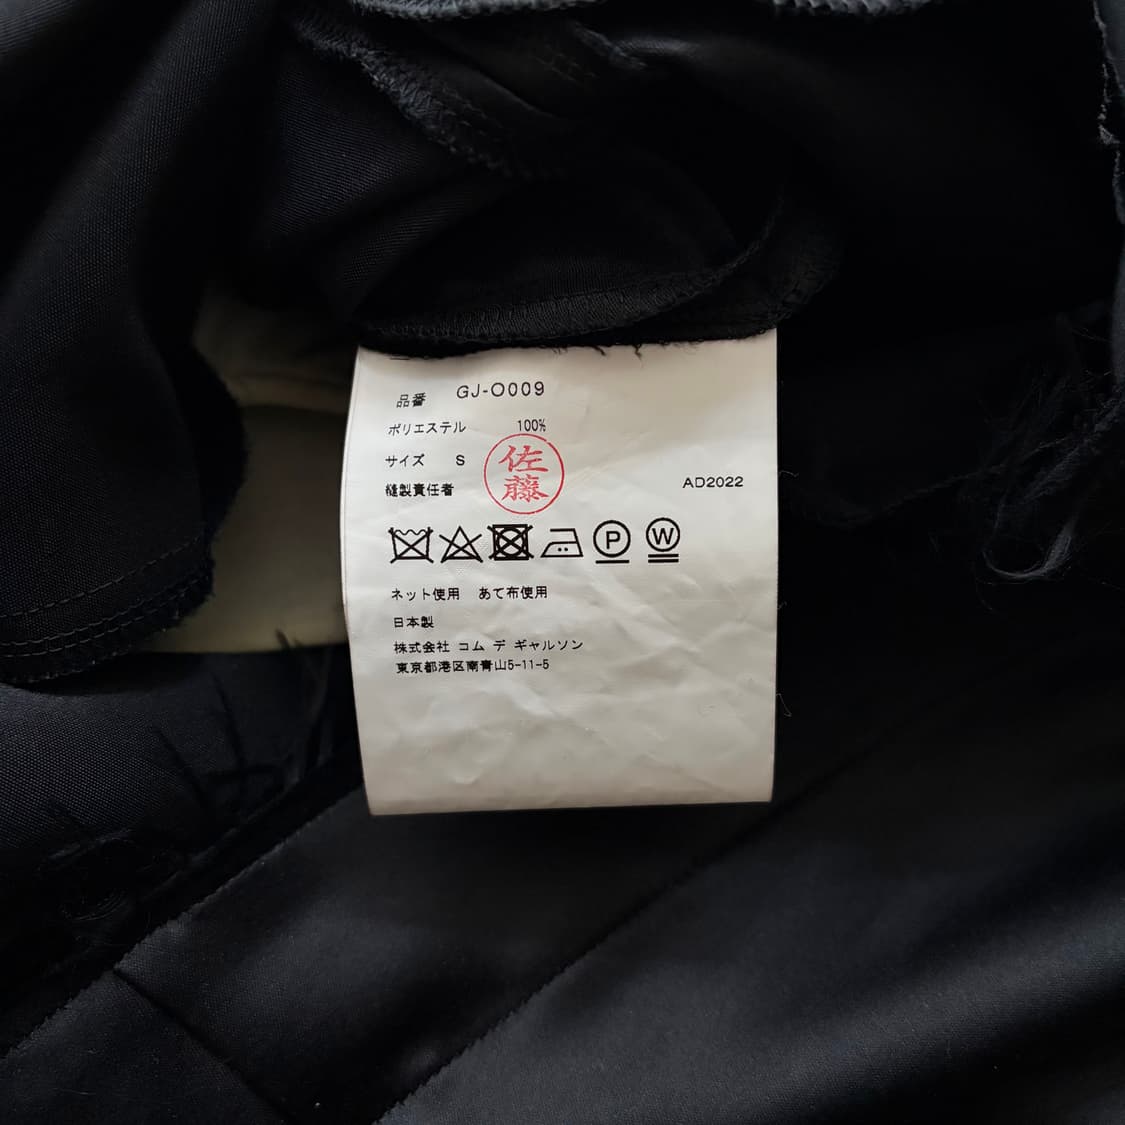 品番 GJ-O009
ポリエステル 100%
サイズ S
佐藤
縫製責任者
AD2022
P W
ネット使用 あて布使用
日本製
株式会社 コム デ ギャルソン
東京都港区南青山5-11-5